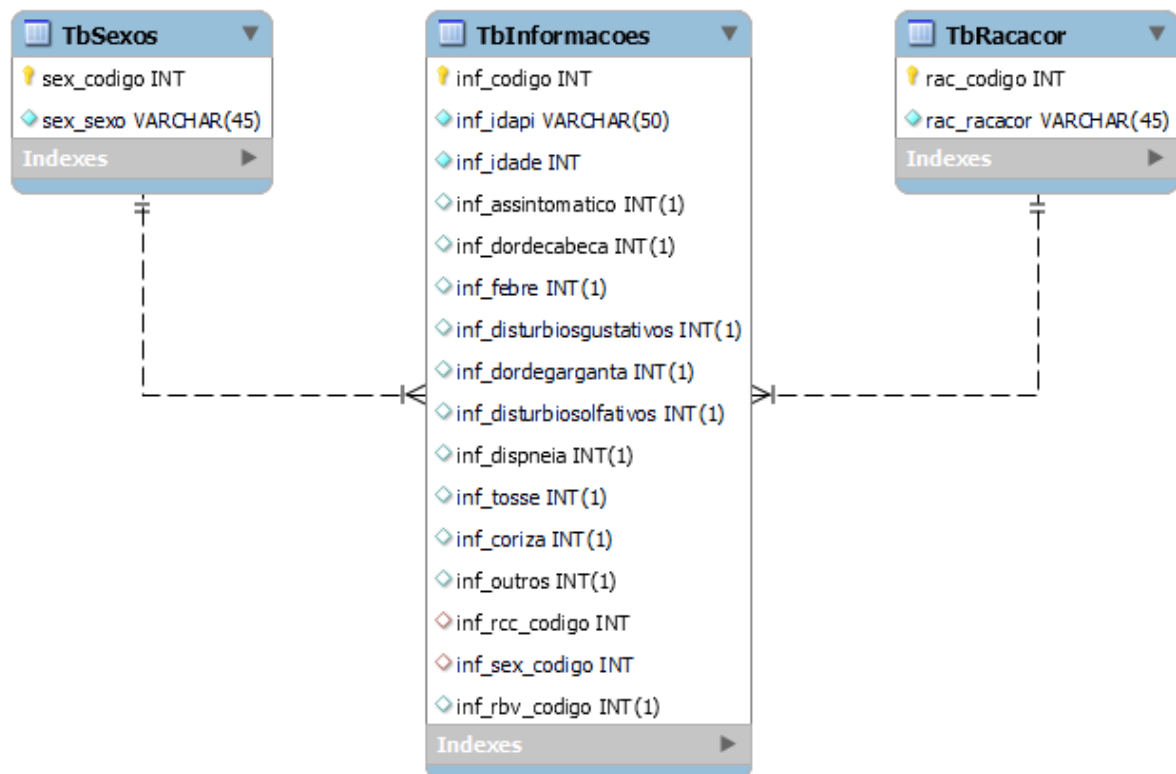 TbSexos
sex_codigo INT
sex_sexo VARCHAR(45)
Indexes
TbInformacoes
inf_codigo INT
inf_idapi VARCHAR(50)
inf_idade INT
inf_assintomatico INT(1)
inf_dordecabeca INT(1)
inf_febre INT(1)
inf_disturbiosgustativos INT(1)
inf_dordegarganta INT(1)
inf_disturbiosolfativos INT(1)
inf_dispneia INT(1)
inf_tosse INT(1)
inf_coriza INT(1)
inf_outros INT(1)
inf_rcc_codigo INT
inf_sex_codigo INT
inf_rbv_codigo INT(1)
Indexes
TbRacacor
rac_codigo INT
rac_racacor VARCHAR(45)
Indexes